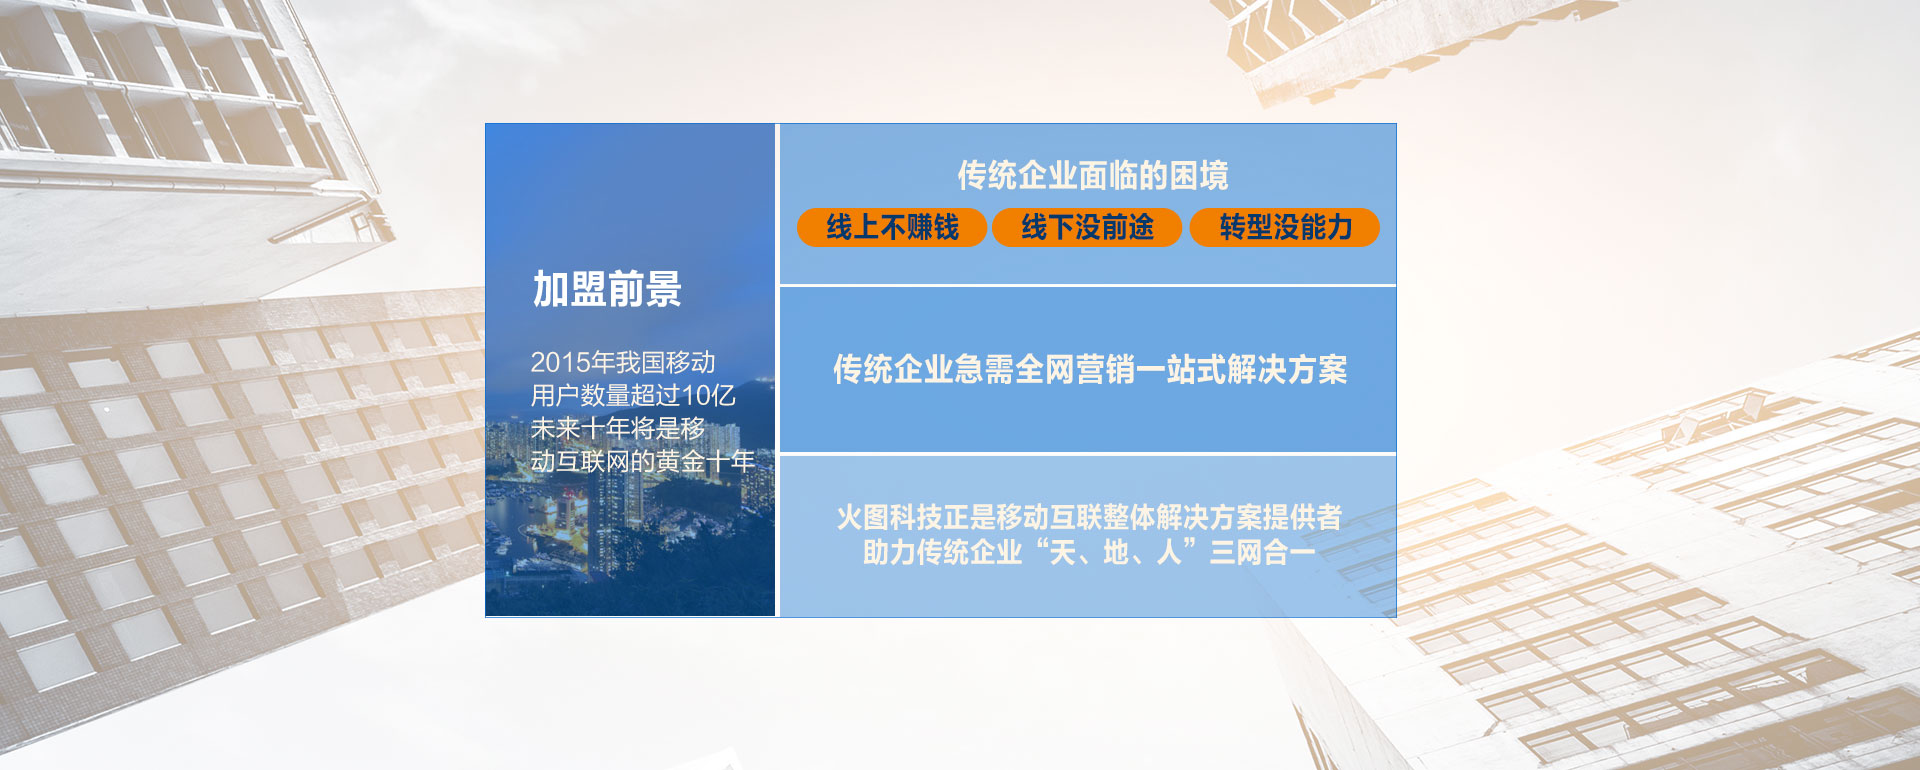 加盟前景
2015年我国移动
用户数量超过10亿
未来十年将是移
动互联网的黄金十年
传统企业面临的困境
线上不赚钱 线下没前途 转型没能力
传统企业急需全网营销一站式解决方案
火图科技正是移动互联整体解决方案提供者
助力传统企业“天、地、人”三网合一